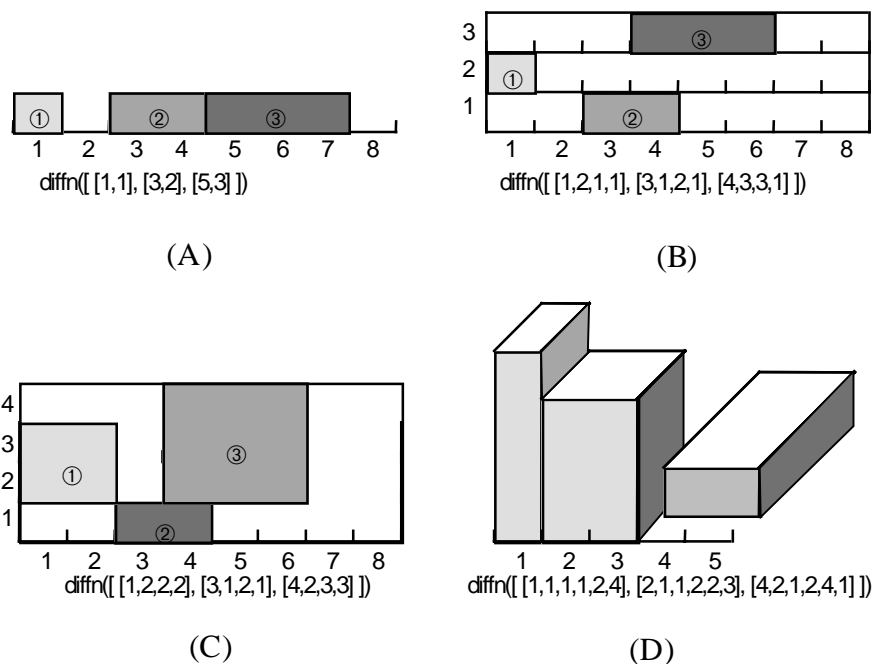 ①
②
③
1 2 3 4 5 6 7 8
diffn([ [1,1], [3,2], [5,3] ])
(A)
3
③
2
①
1
②
1 2 3 4 5 6 7 8
diffn([ [1,2,1,1], [3,1,2,1], [4,3,3,1] ])
(B)
4
3
③
2
①
1
②
1 2 3 4 5 6 7 8
diffn([ [1,2,2,2], [3,1,2,1], [4,2,3,3] ])
(C)
1 2 3 4 5
diffn([ [1,1,1,1,2,4], [2,1,1,2,2,3], [4,2,1,2,4,1] ])
(D)